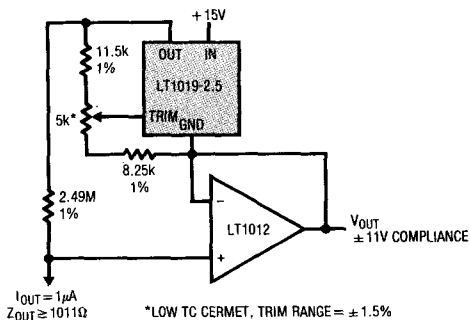 +15V
11.5k
1%
OUT
IN
LT1019-2.5
5k*
TRIM
GND
8.25k
1%
2.49M
1%
−
LT1012
+
VOUT
±11V COMPLIANCE
IOUT = 1µA
ZOUT ≥ 1011Ω
*LOW TC CERMET, TRIM RANGE = ±1.5%